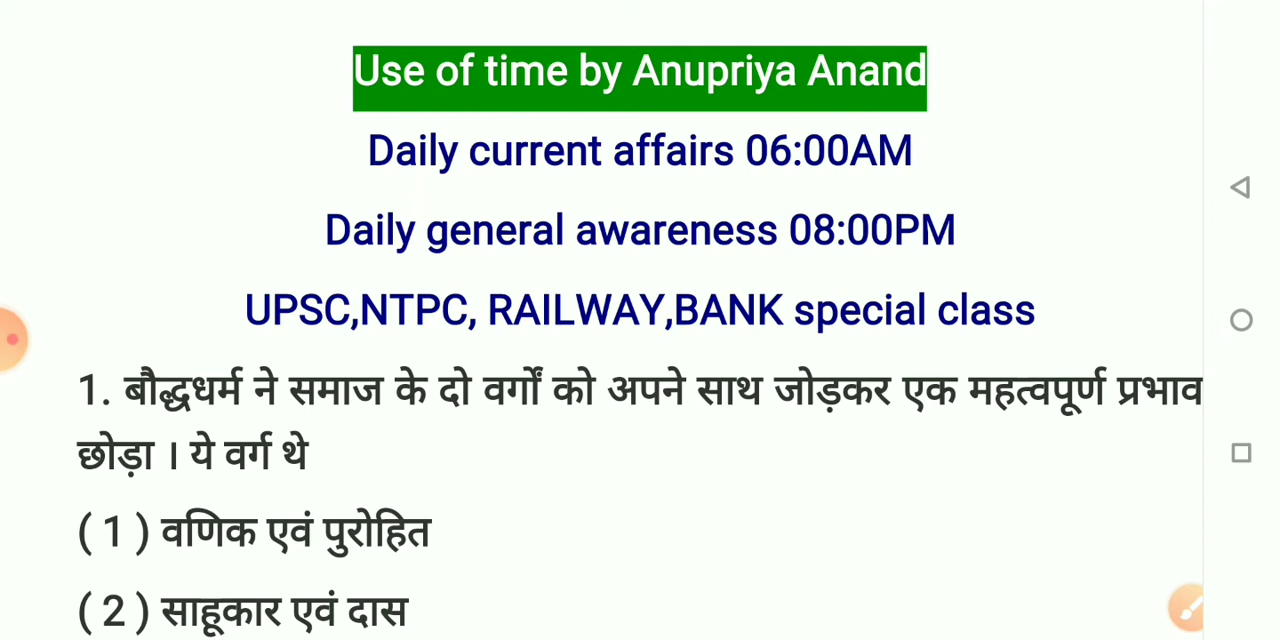 Use of time by Anupriya Anand
Daily current affairs 06:00AM
Daily general awareness 08:00PM
UPSC,NTPC, RAILWAY,BANK special class
1. बौद्धधर्म ने समाज के दो वर्गों को अपने साथ जोड़कर एक महत्वपूर्ण प्रभाव
छोड़ा । ये वर्ग थे
( 1 ) वणिक एवं पुरोहित
( 2 ) साहूकार एवं दास